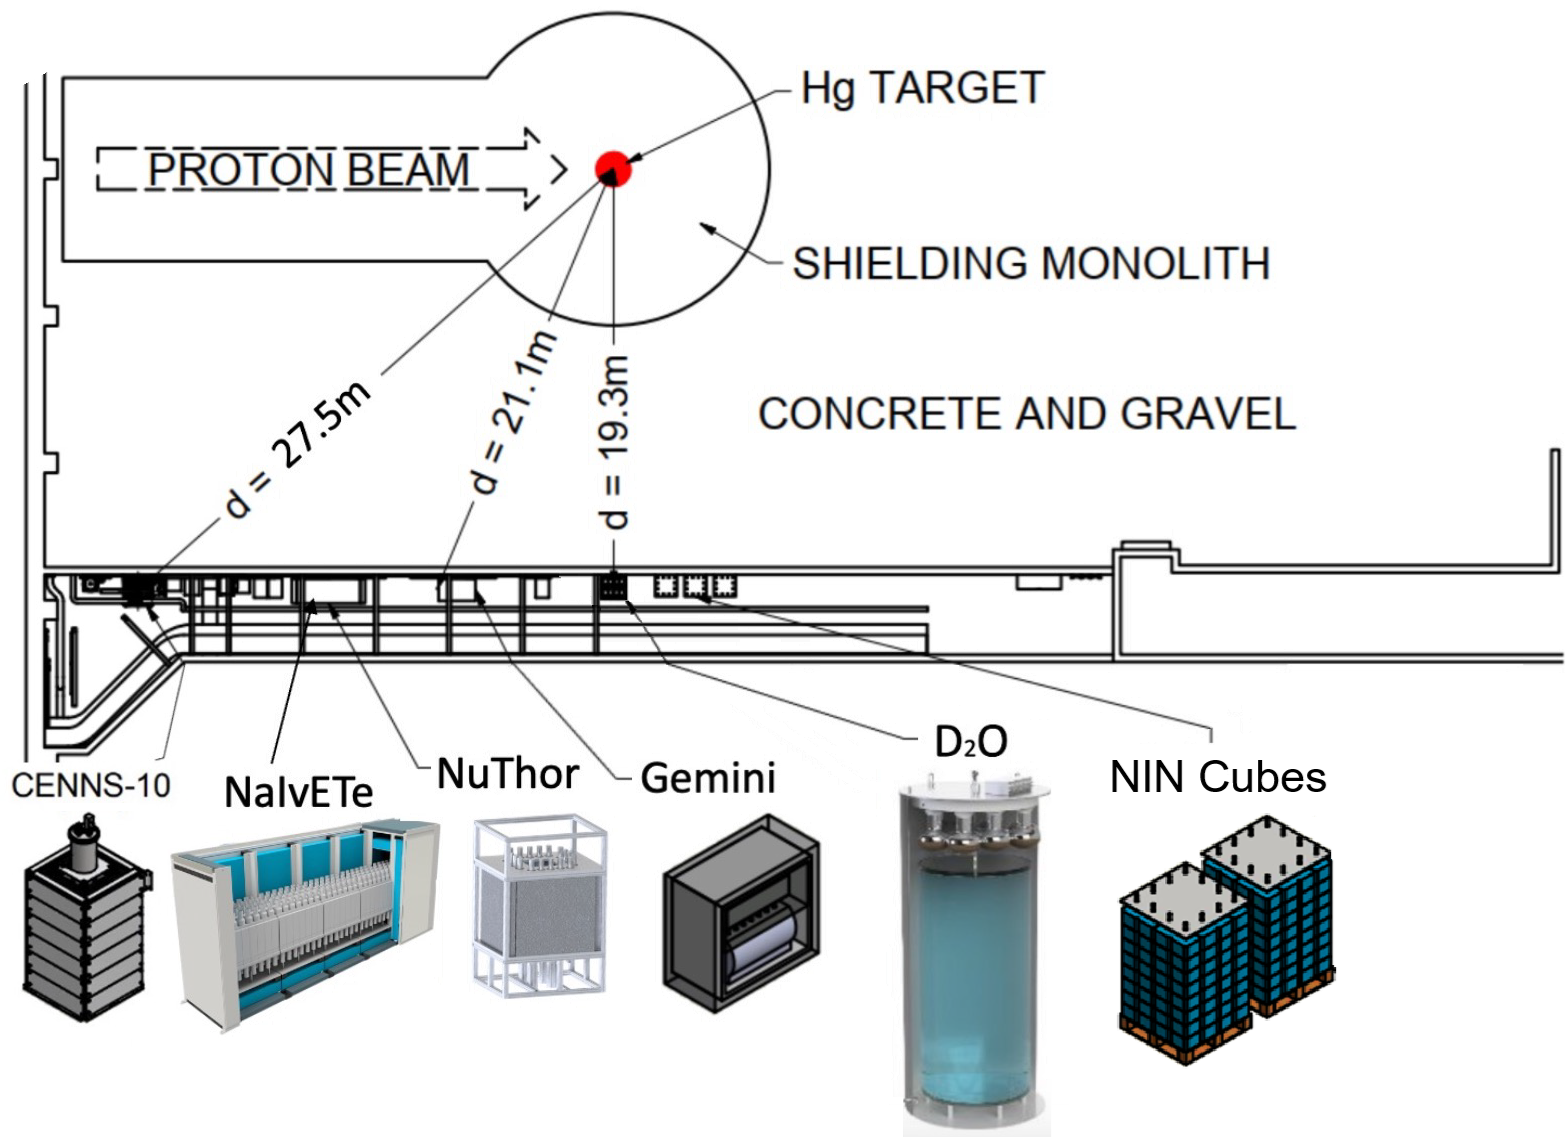 Hg TARGET
PROTON BEAM
SHIELDING MONOLITH
d = 27.5m
d = 21.1m
d = 19.3m
CONCRETE AND GRAVEL
CENNS-10
NaIvETe
NuThor
Gemini
D₂O
NIN Cubes